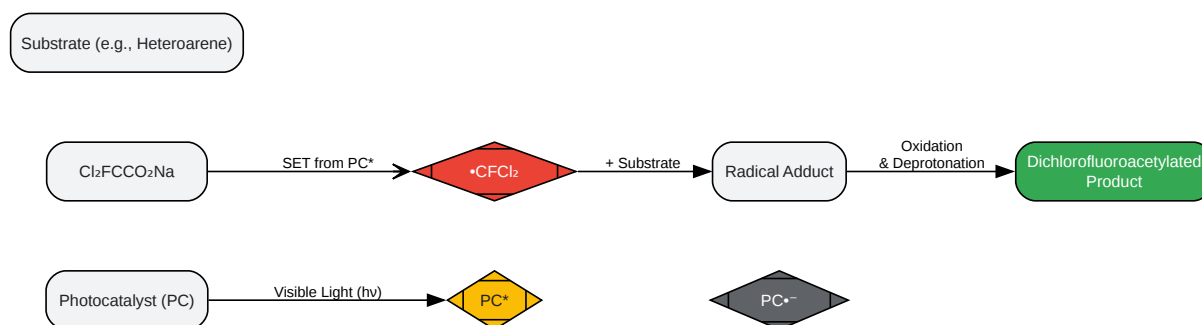 Substrate (e.g., Heteroarene)
Cl₂FCCO₂Na
SET from PC*
•CFCl₂
+ Substrate
Radical Adduct
Oxidation
& Deprotonation
Dichlorofluoroacetylated
Product
Photocatalyst (PC)
Visible Light (hν)
PC*
PC•⁻